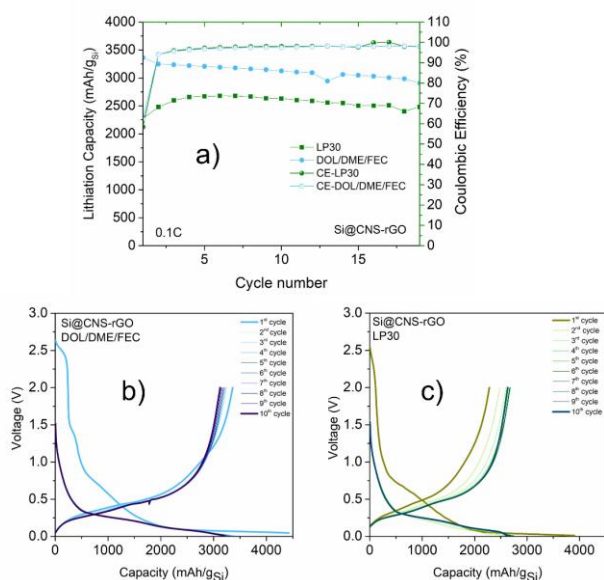 Lithiation Capacity (mAh/gSi)
4000
3500
3000
2500
2000
1500
1000
500
0
110
100
90
80
70
60
50
40
30
20
10
0
Coulombic Efficiency (%)
a)
LP30
DOL/DME/FEC
CE-LP30
CE-DOL/DME/FEC
0.1C
Si@CNS-rGO
5
10
15
Cycle number
Voltage (V)
3.0
2.5
2.0
1.5
1.0
0.5
0.0
Si@CNS-rGO
DOL/DME/FEC
b)
1st cycle
2nd cycle
3rd cycle
4th cycle
5th cycle
6th cycle
7th cycle
8th cycle
9th cycle
10th cycle
0
1000
2000
3000
4000
Capacity (mAh/gSi)
Voltage (V)
3.0
2.5
2.0
1.5
1.0
0.5
0.0
Si@CNS-rGO
LP30
c)
1st cycle
2nd cycle
3rd cycle
4th cycle
5th cycle
6th cycle
7th cycle
8th cycle
9th cycle
10th cycle
0
1000
2000
3000
4000
Capacity (mAh/gSi)